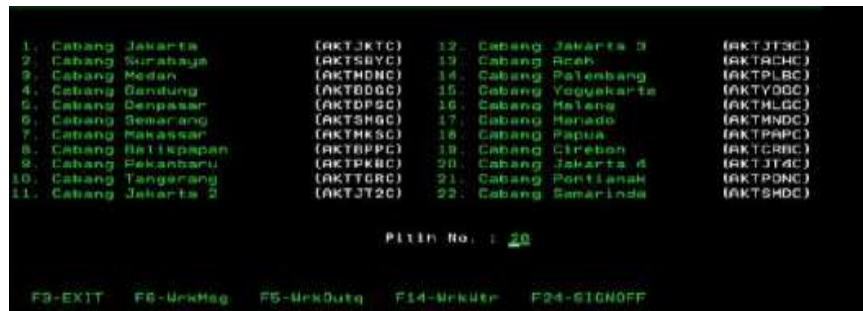 1. Cabang Jakarta (AKTJKTC) 12. Cabang Jakarta 3 (AKTJT3C)
2. Cabang Surabaya (AKTSBYC) 13. Cabang Aceh (AKTACHC)
3. Cabang Medan (AKTMDNC) 14. Cabang Palembang (AKTPLBC)
4. Cabang Bandung (AKTBDGC) 15. Cabang Yogyakarta (AKTYOGC)
5. Cabang Denpasar (AKTDPSC) 16. Cabang Malang (AKTMLGC)
6. Cabang Semarang (AKTSMGC) 17. Cabang Manado (AKTMNDC)
7. Cabang Makassar (AKTMKSC) 18. Cabang Papua (AKTPAPC)
8. Cabang Balikpapan (AKTBPPC) 19. Cabang Cirebon (AKTCRBC)
9. Cabang Pekanbaru (AKTPKBC) 20. Cabang Jakarta 4 (AKTJT4C)
10. Cabang Tangerang (AKTTGRC) 21. Cabang Pontianak (AKTPONC)
11. Cabang Jakarta 2 (AKTJT2C) 22. Cabang Samarinda (AKTSMDC)
Pilih No. : 20
F3-EXIT F6-WrkMsg F5-WrkOutq F14-WrkWtr F24-SIGNOFF